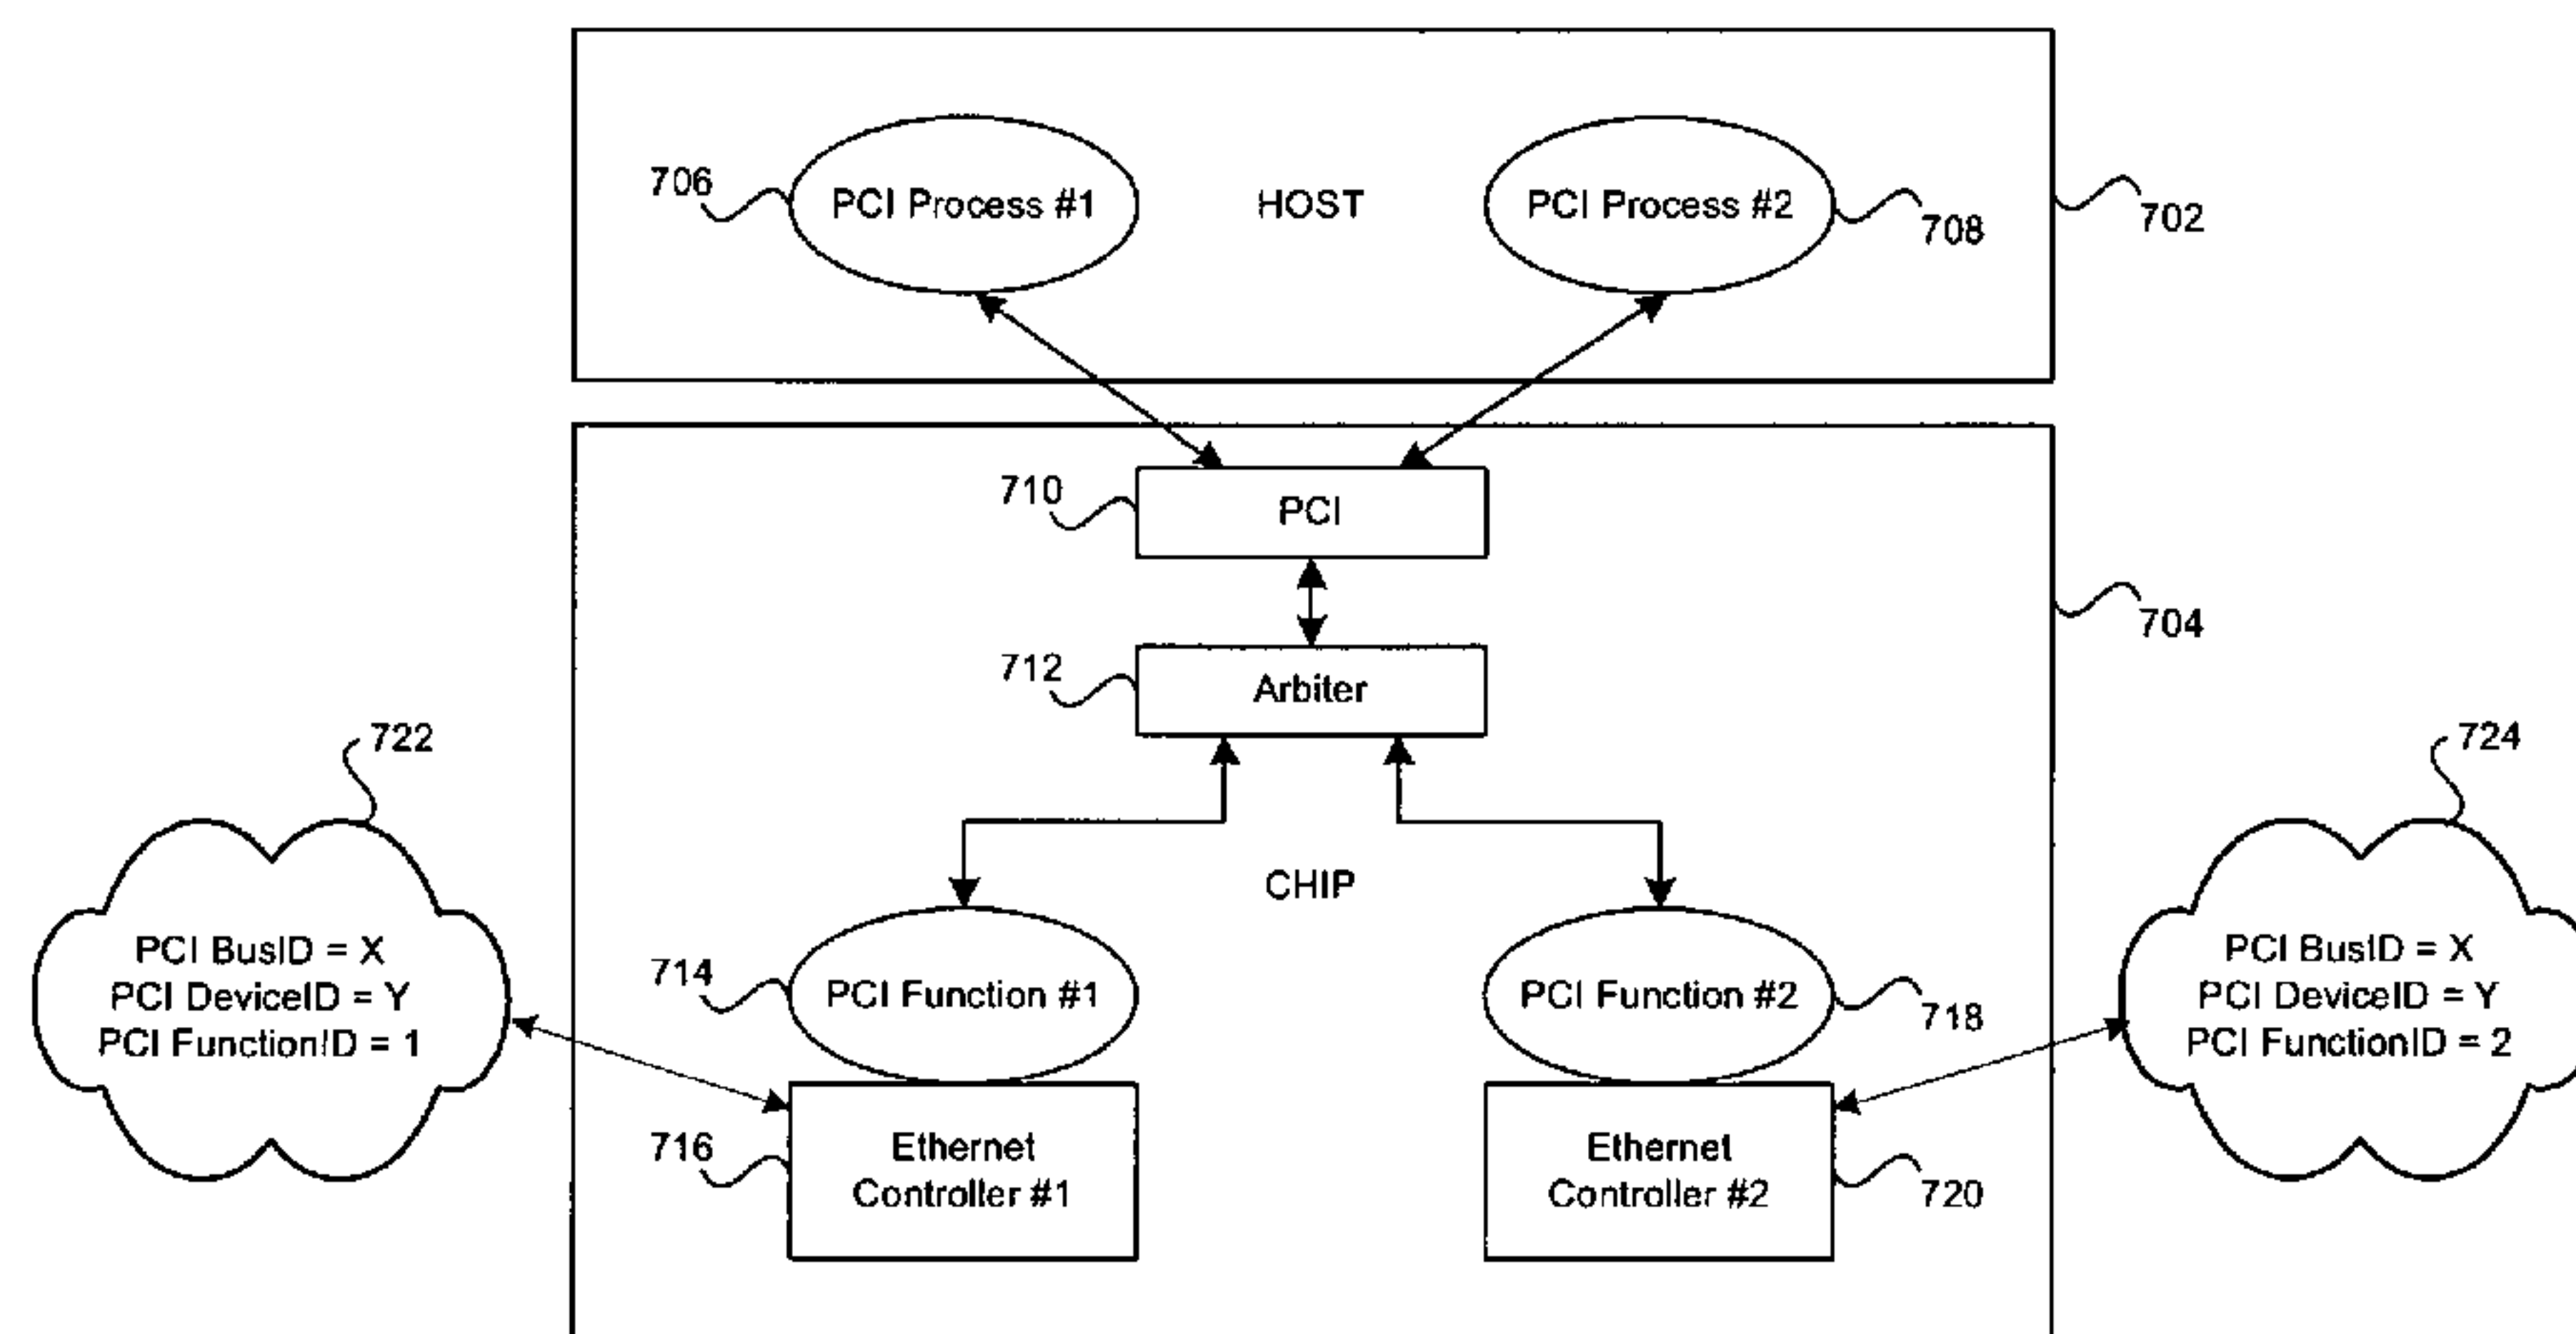 706
PCI Process #1
HOST
PCI Process #2
708
702
710
PCI
712
Arbiter
704
722
724
CHIP
PCI BusID = X
PCI DeviceID = Y
PCI FunctionID = 1
714
PCI Function #1
PCI Function #2
718
PCI BusID = X
PCI DeviceID = Y
PCI FunctionID = 2
716
Ethernet
Controller #1
Ethernet
Controller #2
720